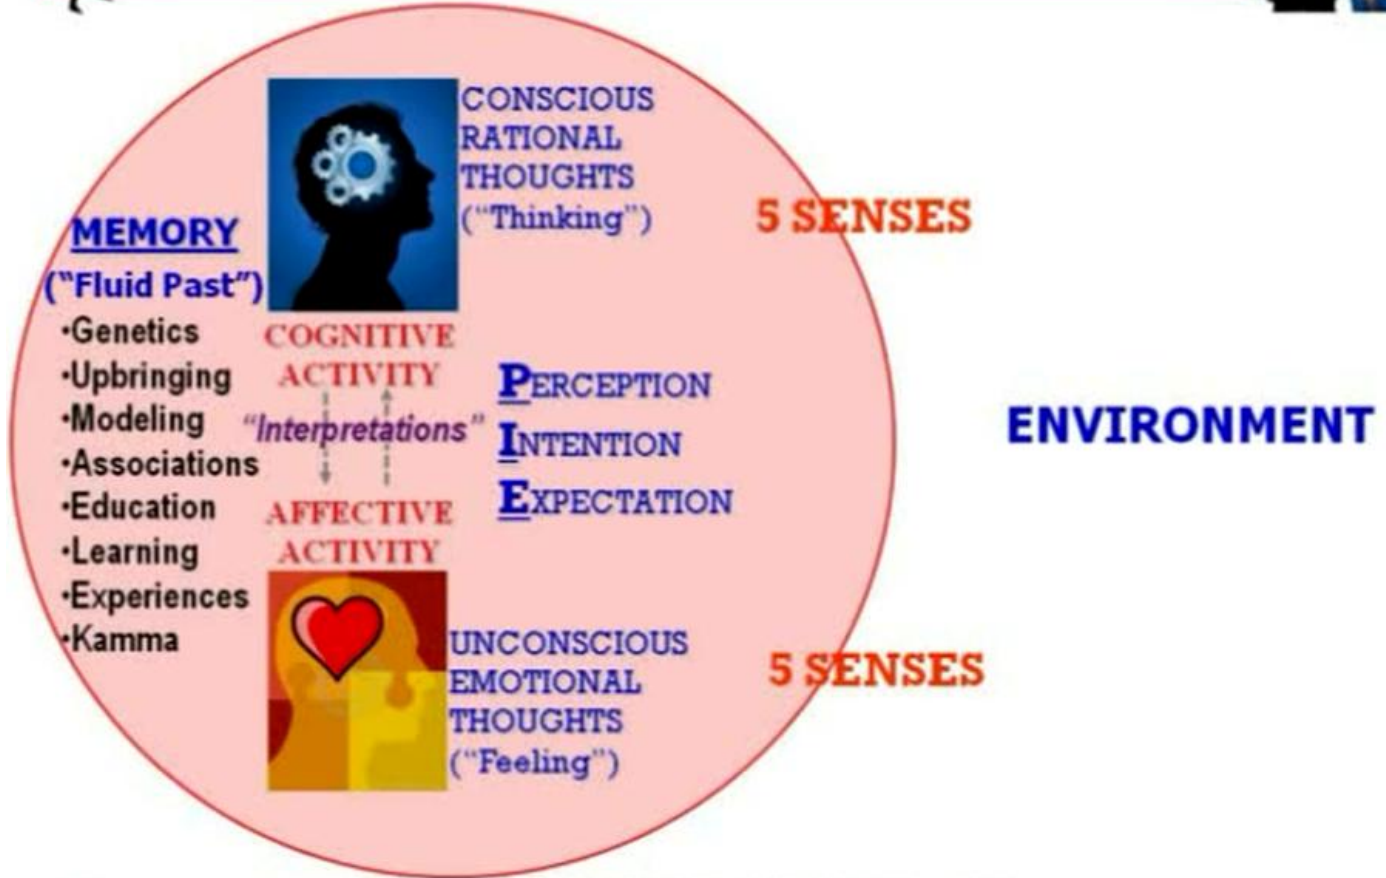 CONSCIOUS
RATIONAL
THOUGHTS
(“Thinking”)
5 SENSES
MEMORY
(“Fluid Past”)
•Genetics
•Upbringing
•Modeling
•Associations
•Education
•Learning
•Experiences
•Kamma
COGNITIVE
ACTIVITY
“Interpretations”
AFFECTIVE
ACTIVITY
PERCEPTION
INTENTION
EXPECTATION
ENVIRONMENT
UNCONSCIOUS
EMOTIONAL
THOUGHTS
(“Feeling”)
5 SENSES